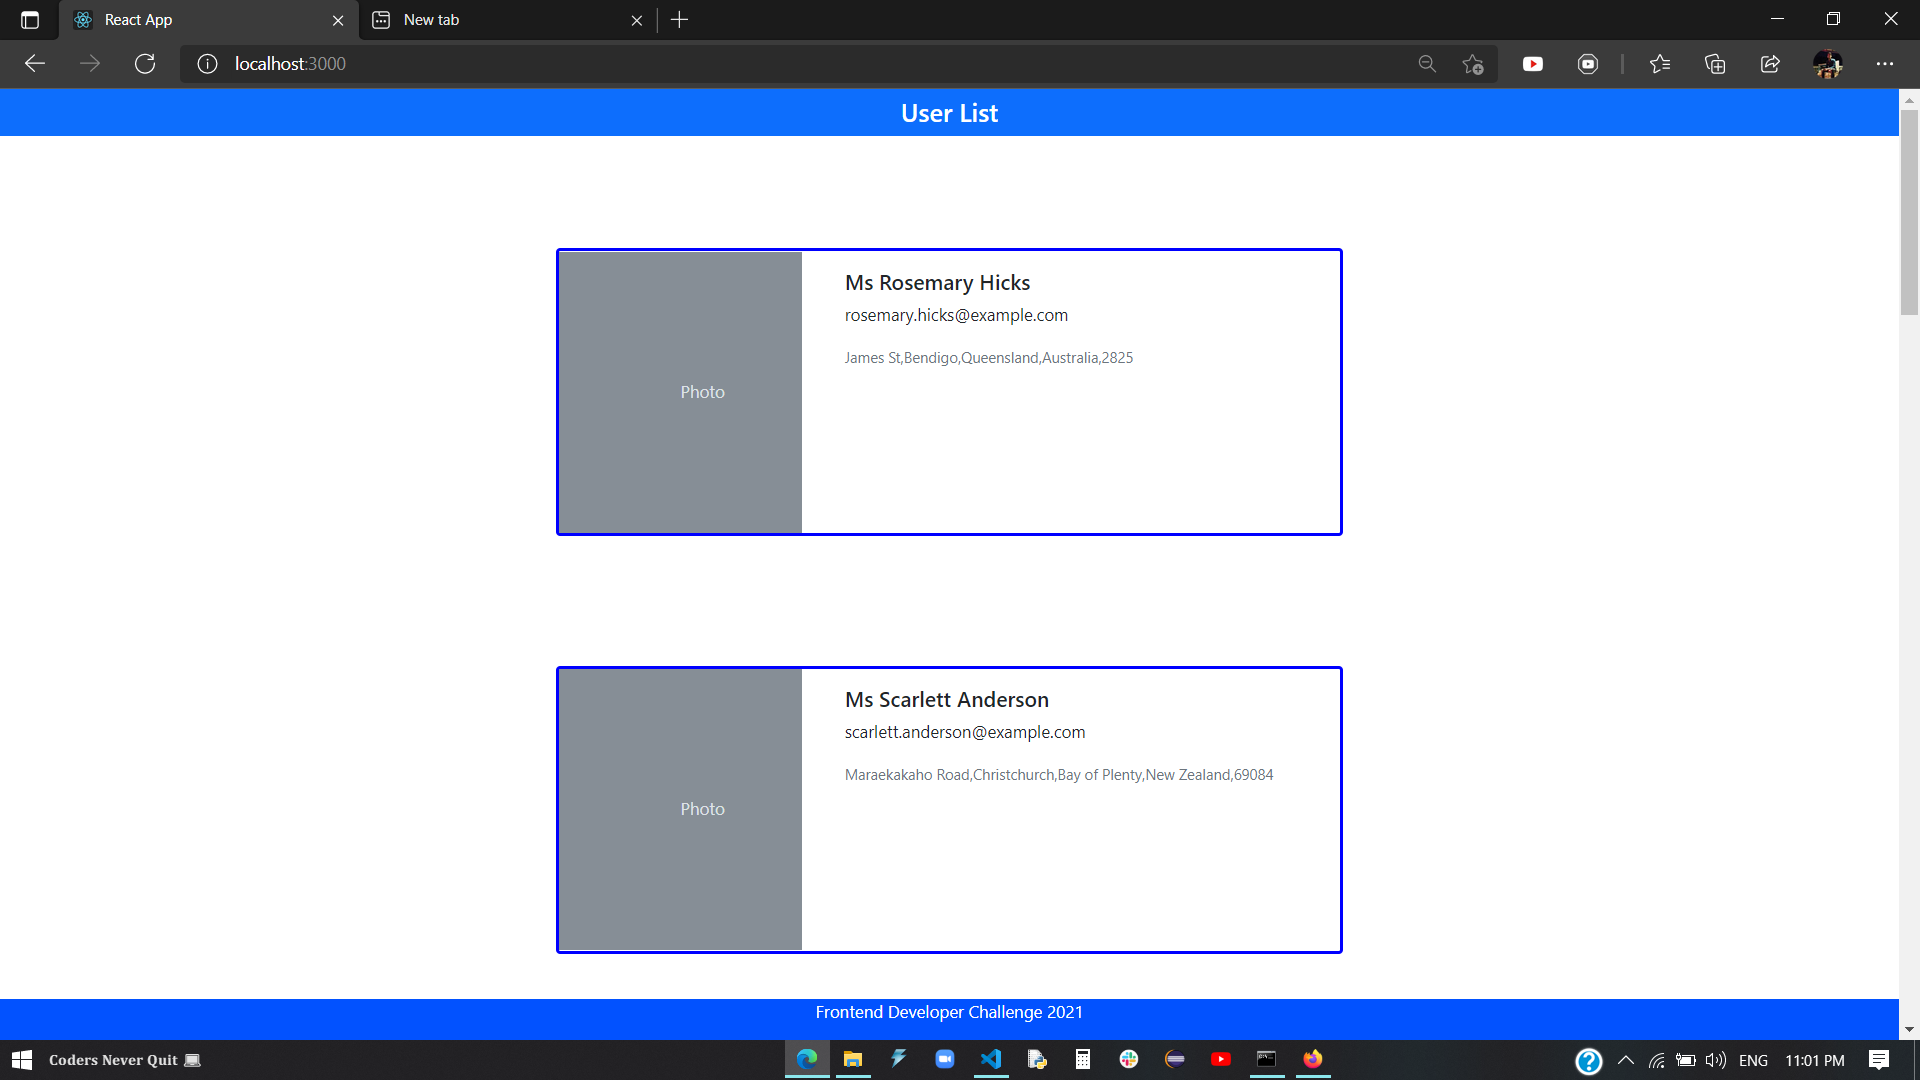 React App
New tab
localhost:3000
User List
Ms Rosemary Hicks
rosemary.hicks@example.com
James St,Bendigo,Queensland,Australia,2825
Photo
Ms Scarlett Anderson
scarlett.anderson@example.com
Maraekakaho Road,Christchurch,Bay of Plenty,New Zealand,69084
Photo
Frontend Developer Challenge 2021
Coders Never Quit 💻
ENG
11:01 PM